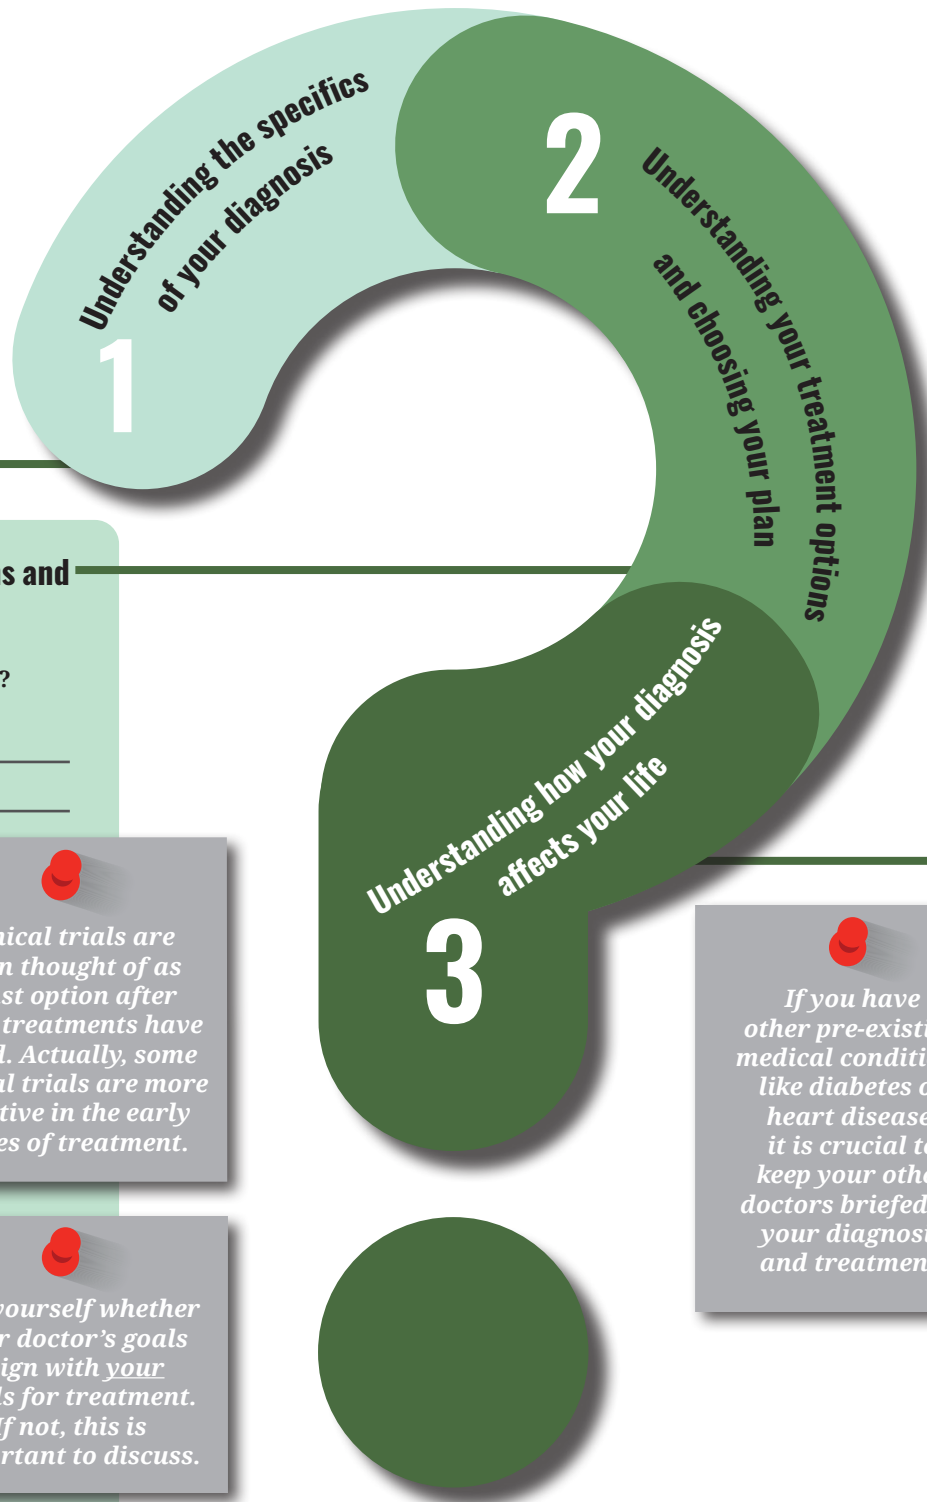 Understanding the specifics
of your diagnosis
1
2
Understanding your treatment options
and choosing your plan
s and
?
Understanding how your diagnosis
affects your life
3
nical trials are
n thought of as
st option after
treatments have
d. Actually, some
al trials are more
tive in the early
es of treatment.
yourself whether
r doctor's goals
ign with your
ls for treatment.
If not, this is
rtant to discuss.
If you have
other pre-existi
medical conditi
like diabetes o
heart disease
it is crucial t
keep your othe
doctors briefed
your diagnos
and treatmen